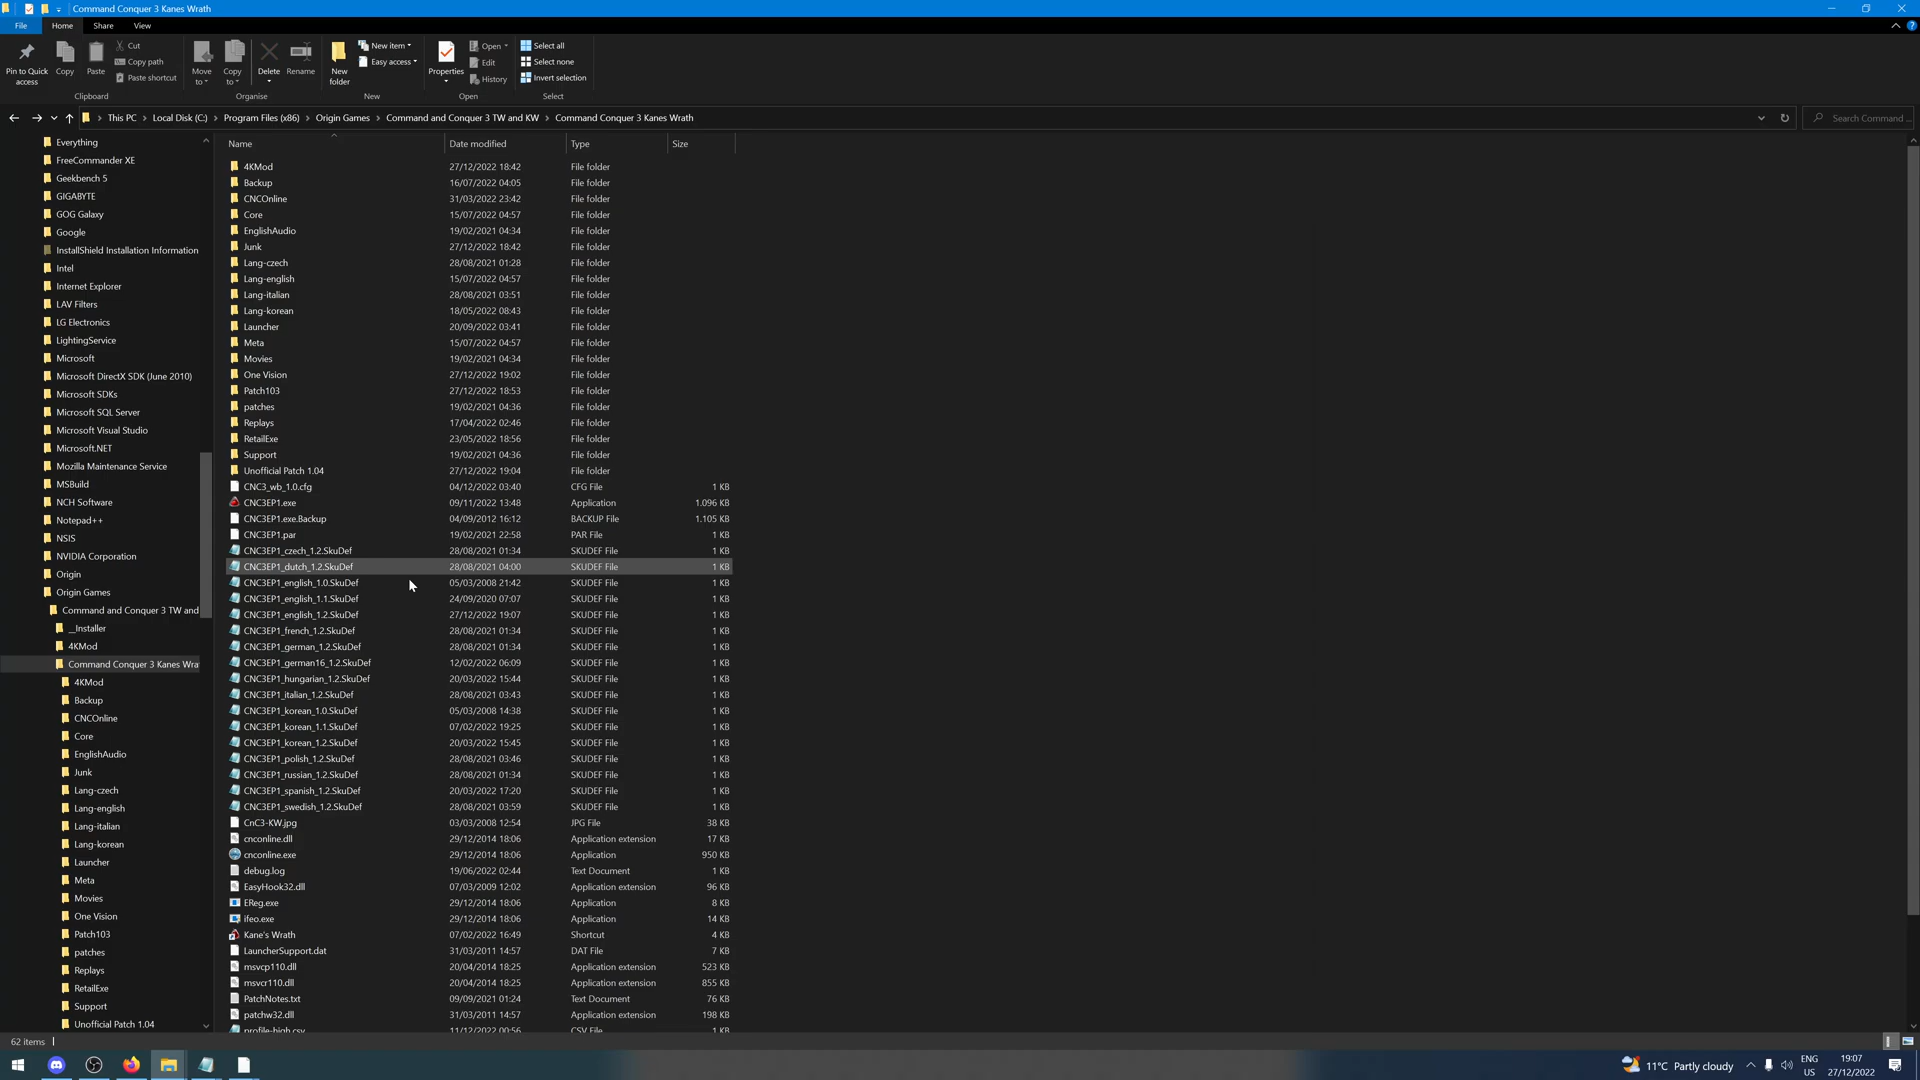 Command Conquer 3 Kanes Wrath
File Home Share View
Pin to Quick access
Copy
Paste
Cut
Copy path
Paste shortcut
Clipboard
Move to
Copy to
Delete
Rename
Organise
New folder
New item
Easy access
New
Properties
Open
Edit
History
Open
Select all
Select none
Invert selection
Select
This PC > Local Disk (C:) > Program Files (x86) > Origin Games > Command and Conquer 3 TW and KW > Command Conquer 3 Kanes Wrath
Search Command ...
Everything
FreeCommander XE
Geekbench 5
GIGABYTE
GOG Galaxy
Google
InstallShield Installation Information
Intel
Internet Explorer
LAV Filters
LG Electronics
LightingService
Microsoft
Microsoft DirectX SDK (June 2010)
Microsoft SDKs
Microsoft SQL Server
Microsoft Visual Studio
Microsoft.NET
Mozilla Maintenance Service
MSBuild
NCH Software
Notepad++
NSIS
NVIDIA Corporation
Origin
Origin Games
Command and Conquer 3 TW and
__Installer
4KMod
Command Conquer 3 Kanes Wra
4KMod
Backup
CNCOnline
Core
EnglishAudio
Junk
Lang-czech
Lang-english
Lang-italian
Lang-korean
Launcher
Meta
Movies
One Vision
Patch103
patches
Replays
RetailExe
Support
Unofficial Patch 1.04
Name Date modified Type Size
4KMod 27/12/2022 18:42 File folder
Backup 16/07/2022 04:05 File folder
CNCOnline 31/03/2022 23:42 File folder
Core 15/07/2022 04:57 File folder
EnglishAudio 19/02/2021 04:34 File folder
Junk 27/12/2022 18:42 File folder
Lang-czech 28/08/2021 01:28 File folder
Lang-english 15/07/2022 04:57 File folder
Lang-italian 28/08/2021 03:51 File folder
Lang-korean 18/05/2022 08:43 File folder
Launcher 20/09/2022 03:41 File folder
Meta 15/07/2022 04:57 File folder
Movies 19/02/2021 04:34 File folder
One Vision 27/12/2022 19:02 File folder
Patch103 27/12/2022 18:53 File folder
patches 19/02/2021 04:36 File folder
Replays 17/04/2022 02:46 File folder
RetailExe 23/05/2022 18:56 File folder
Support 19/02/2021 04:36 File folder
Unofficial Patch 1.04 27/12/2022 19:04 File folder
CNC3_wb_1.0.cfg 04/12/2022 03:40 CFG File 1 KB
CNC3EP1.exe 09/11/2022 13:48 Application 1.096 KB
CNC3EP1.exe.Backup 04/09/2012 16:12 BACKUP File 1.105 KB
CNC3EP1.par 19/02/2021 22:58 PAR File 1 KB
CNC3EP1_czech_1.2.SkuDef 28/08/2021 01:34 SKUDEF File 1 KB
CNC3EP1_dutch_1.2.SkuDef 28/08/2021 04:00 SKUDEF File 1 KB
CNC3EP1_english_1.0.SkuDef 05/03/2008 21:42 SKUDEF File 1 KB
CNC3EP1_english_1.1.SkuDef 24/09/2020 07:07 SKUDEF File 1 KB
CNC3EP1_english_1.2.SkuDef 27/12/2022 19:07 SKUDEF File 1 KB
CNC3EP1_french_1.2.SkuDef 28/08/2021 01:34 SKUDEF File 1 KB
CNC3EP1_german_1.2.SkuDef 28/08/2021 01:34 SKUDEF File 1 KB
CNC3EP1_german16_1.2.SkuDef 12/02/2022 06:09 SKUDEF File 1 KB
CNC3EP1_hungarian_1.2.SkuDef 20/03/2022 15:44 SKUDEF File 1 KB
CNC3EP1_italian_1.2.SkuDef 28/08/2021 03:43 SKUDEF File 1 KB
CNC3EP1_korean_1.0.SkuDef 05/03/2008 14:38 SKUDEF File 1 KB
CNC3EP1_korean_1.1.SkuDef 07/02/2022 19:25 SKUDEF File 1 KB
CNC3EP1_korean_1.2.SkuDef 20/03/2022 15:45 SKUDEF File 1 KB
CNC3EP1_polish_1.2.SkuDef 28/08/2021 03:46 SKUDEF File 1 KB
CNC3EP1_russian_1.2.SkuDef 28/08/2021 01:34 SKUDEF File 1 KB
CNC3EP1_spanish_1.2.SkuDef 20/03/2022 17:20 SKUDEF File 1 KB
CNC3EP1_swedish_1.2.SkuDef 28/08/2021 03:59 SKUDEF File 1 KB
CnC3-KW.jpg 03/03/2008 12:54 JPG File 38 KB
cnconline.dll 29/12/2014 18:06 Application extension 17 KB
cnconline.exe 29/12/2014 18:06 Application 950 KB
debug.log 19/06/2022 02:44 Text Document 1 KB
EasyHook32.dll 07/03/2009 12:02 Application extension 96 KB
EReg.exe 29/12/2014 18:06 Application 8 KB
ifeo.exe 29/12/2014 18:06 Application 14 KB
Kane's Wrath 07/02/2022 16:49 Shortcut 4 KB
LauncherSupport.dat 31/03/2011 14:57 DAT File 7 KB
msvcp110.dll 20/04/2014 18:25 Application extension 523 KB
msvcr110.dll 20/04/2014 18:25 Application extension 855 KB
PatchNotes.txt 09/09/2021 01:24 Text Document 76 KB
patchw32.dll 31/03/2011 14:57 Application extension 198 KB
profile-high.csv 11/12/2022 00:56 CSV File 1 KB
62 items
11°C Partly cloudy
ENG
US
19:07
27/12/2022